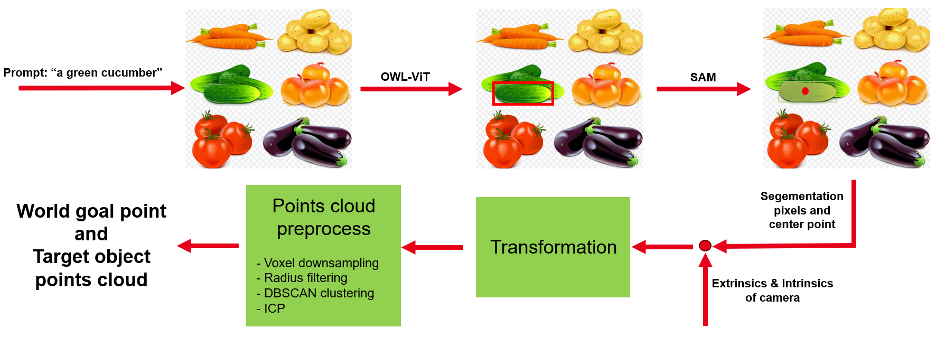 Prompt: “a green cucumber”
OWL-ViT
SAM
Segementation
pixels and
center point
Extrinsics & Intrinsics
of camera
Transformation
Points cloud
preprocess
- Voxel downsampling
- Radius filtering
- DBSCAN clustering
- ICP
World goal point
and
Target object
points cloud